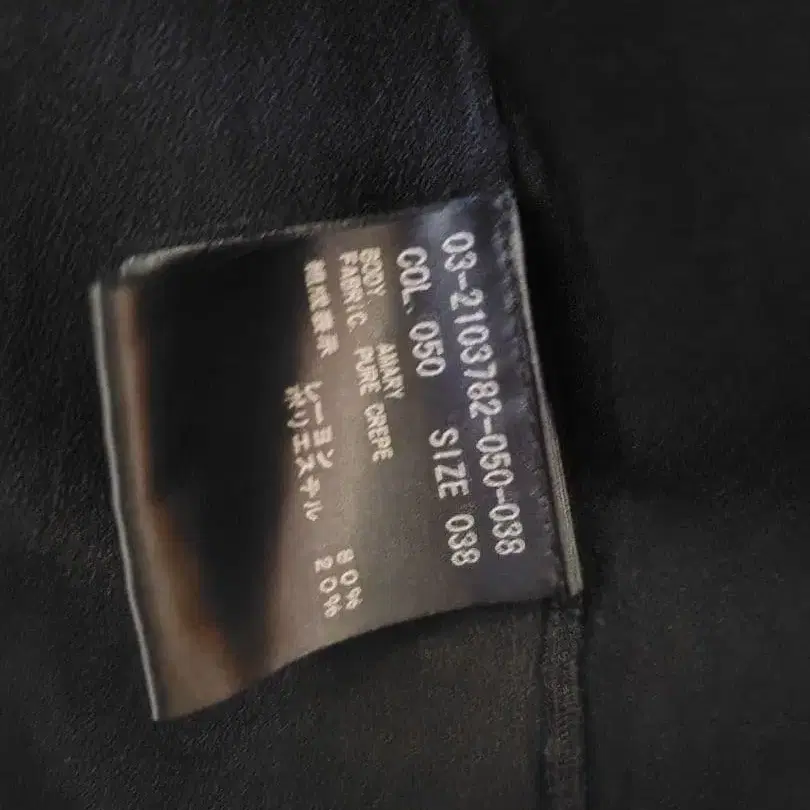 03-2103782-050-038
COL. 050 SIZE 038
BODY. AMARY
FABRIC. PURE CREPE
組成表示 レーヨン 80%
ポリエステル 20%